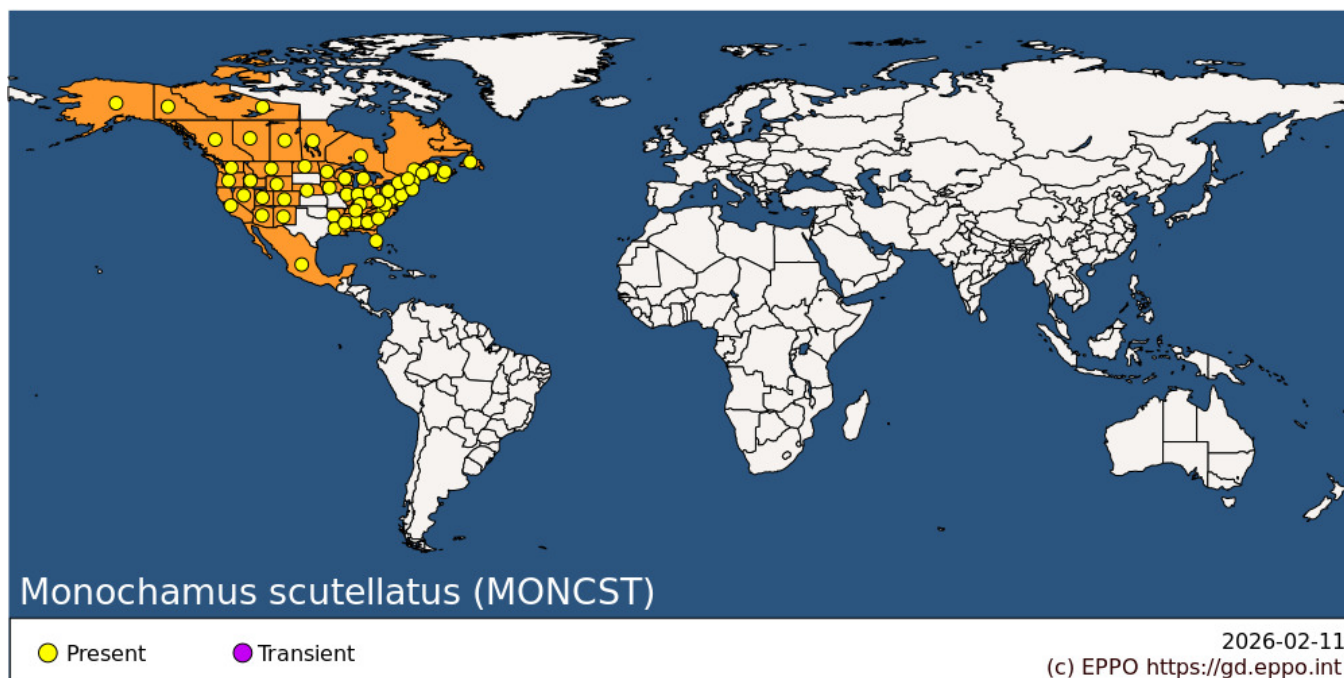 Monochamus scutellatus (MONCST)
Present
Transient
2026-02-11
(c) EPPO https://gd.eppo.int